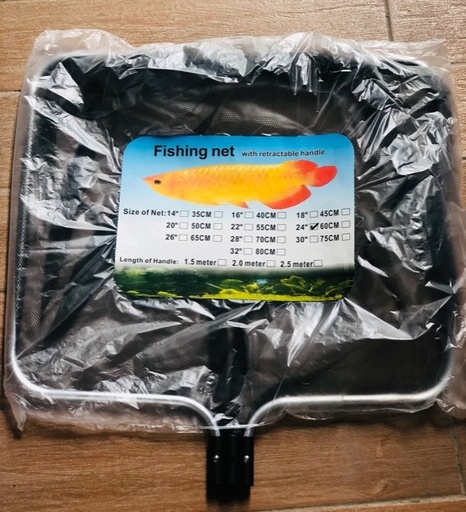 Fishing net with retractable handle
Size of Net: 14" ☐ 35CM ☐ 16" ☐ 40CM ☐ 18" ☐ 45CM ☐
20" ☐ 50CM ☐ 22" ☐ 55CM ☐ 24" ☑ 60CM ☐
26" ☐ 65CM ☐ 28" ☐ 70CM ☐ 30" ☐ 75CM ☐
32" ☐ 80CM ☐
Length of Handle: 1.5 meter ☐ 2.0 meter ☐ 2.5 meter ☐